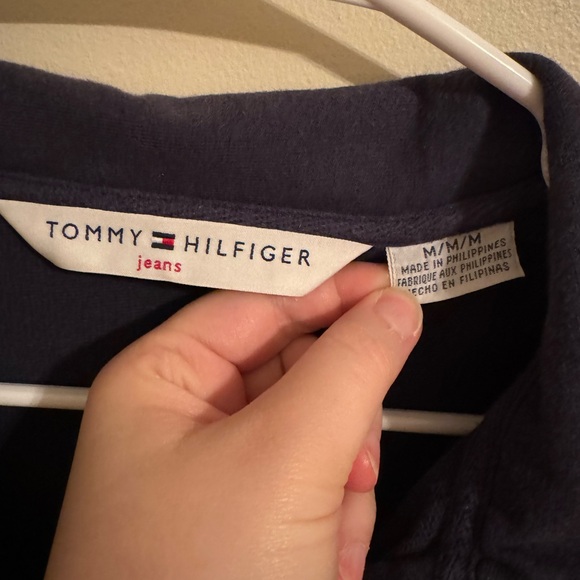 TOMMY HILFIGER
jeans
M/M/M
MADE IN PHILIPPINES
FABRIQUE AUX PHILIPPINES
HECHO EN FILIPINAS